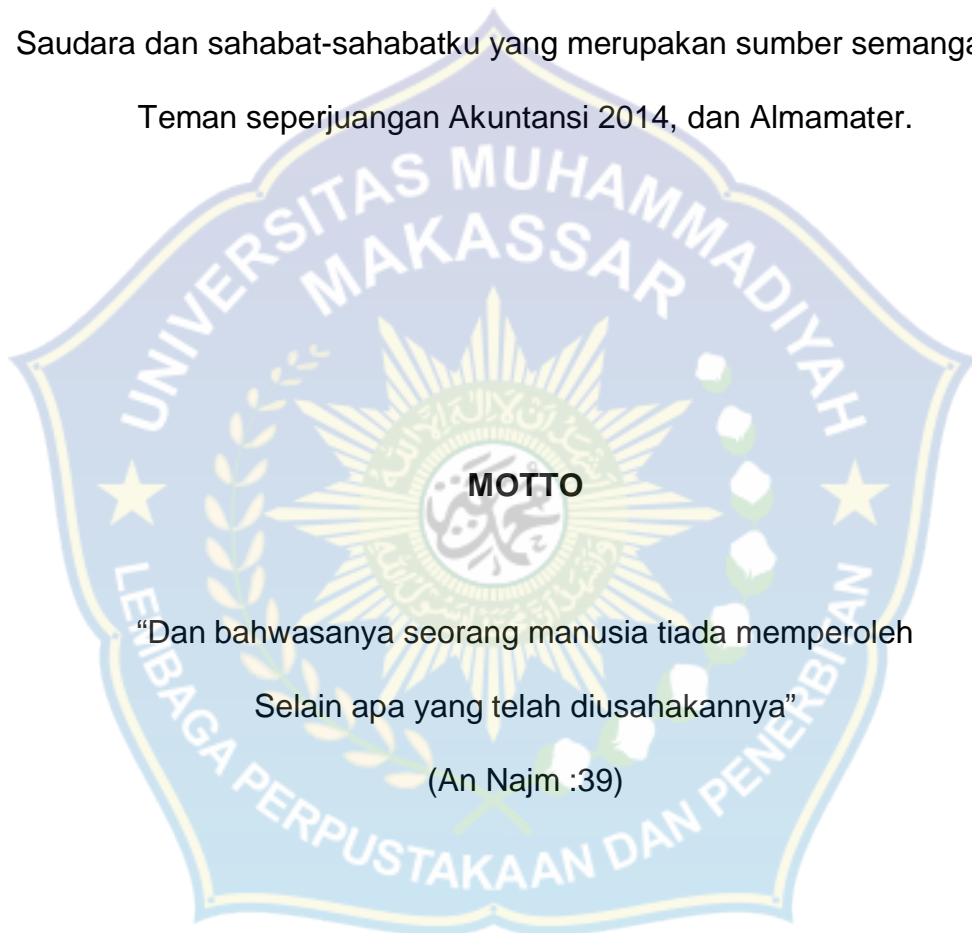 Saudara dan sahabat-sahabatku yang merupakan sumber semanga
Teman seperjuangan Akuntansi 2014, dan Almamater.
UNIVERSITAS MUHAMMADIYAH
MAKASSAR
MOTTO
“Dan bahwasanya seorang manusia tiada memperoleh
Selain apa yang telah diusahakannya”
(An Najm :39)
LEMBAGA PERPUSTAKAAN DAN PENERBITAN